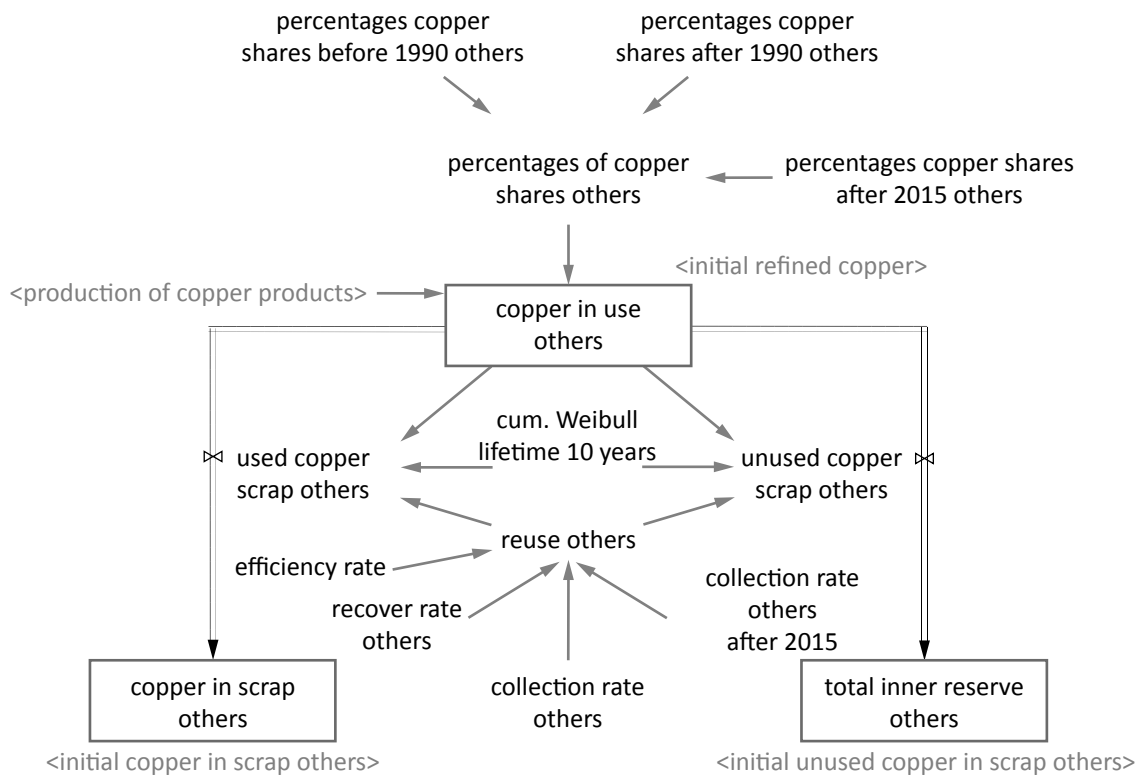 percentages copper
shares before 1990 others
percentages copper
shares after 1990 others
percentages of copper
shares others
percentages copper shares
after 2015 others
<initial refined copper>
<production of copper products>
copper in use
others
cum. Weibull
lifetime 10 years
used copper
scrap others
unused copper
scrap others
reuse others
efficiency rate
recover rate
others
collection rate
others
after 2015
copper in scrap
others
collection rate
others
total inner reserve
others
<initial copper in scrap others>
<initial unused copper in scrap others>